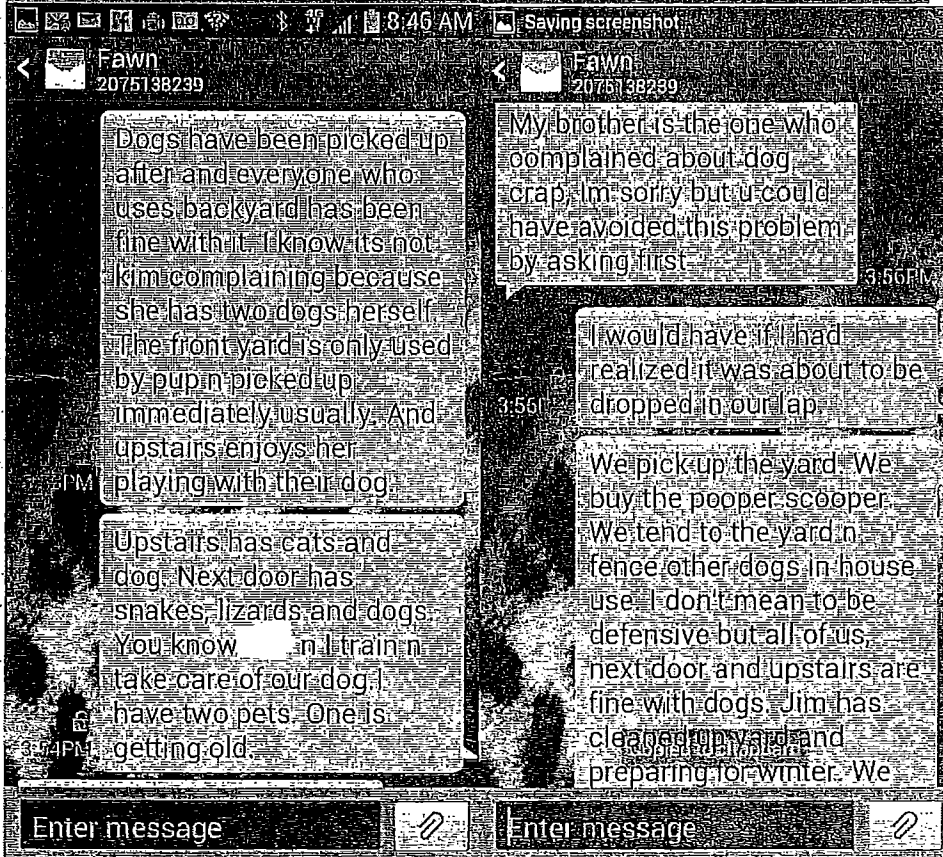 8:46 AM
Fawn
2075138239
Dogs have been picked up
after and everyone who
uses backyard has been
fine with it. I know its not
kim complaining because
she has two dogs herself.
The front yard is only used
by pup n picked up
immediately usually. And
upstairs enjoys her
playing with their dog.
PM
Upstairs has cats and
dog. Next door has
snakes, lizards and dogs.
You know n I train n
take care of our dog. I
have two pets. One is
getting old.
3:54PM
Enter message
Saving screenshot
Fawn
2075138239
My brother is the one who
complained about dog
crap, Im sorry but u could
have avoided this problem
by asking first
3:56PM
I would have if I had
realized it was about to be
dropped in our lap.
3:56
We pick up the yard. We
buy the pooper scooper.
We tend to the yard n
fence other dogs in house
use. I don't mean to be
defensive but all of us,
next door and upstairs are
fine with dogs. Jim has
cleaned up yard and
preparing for winter. We
Enter message